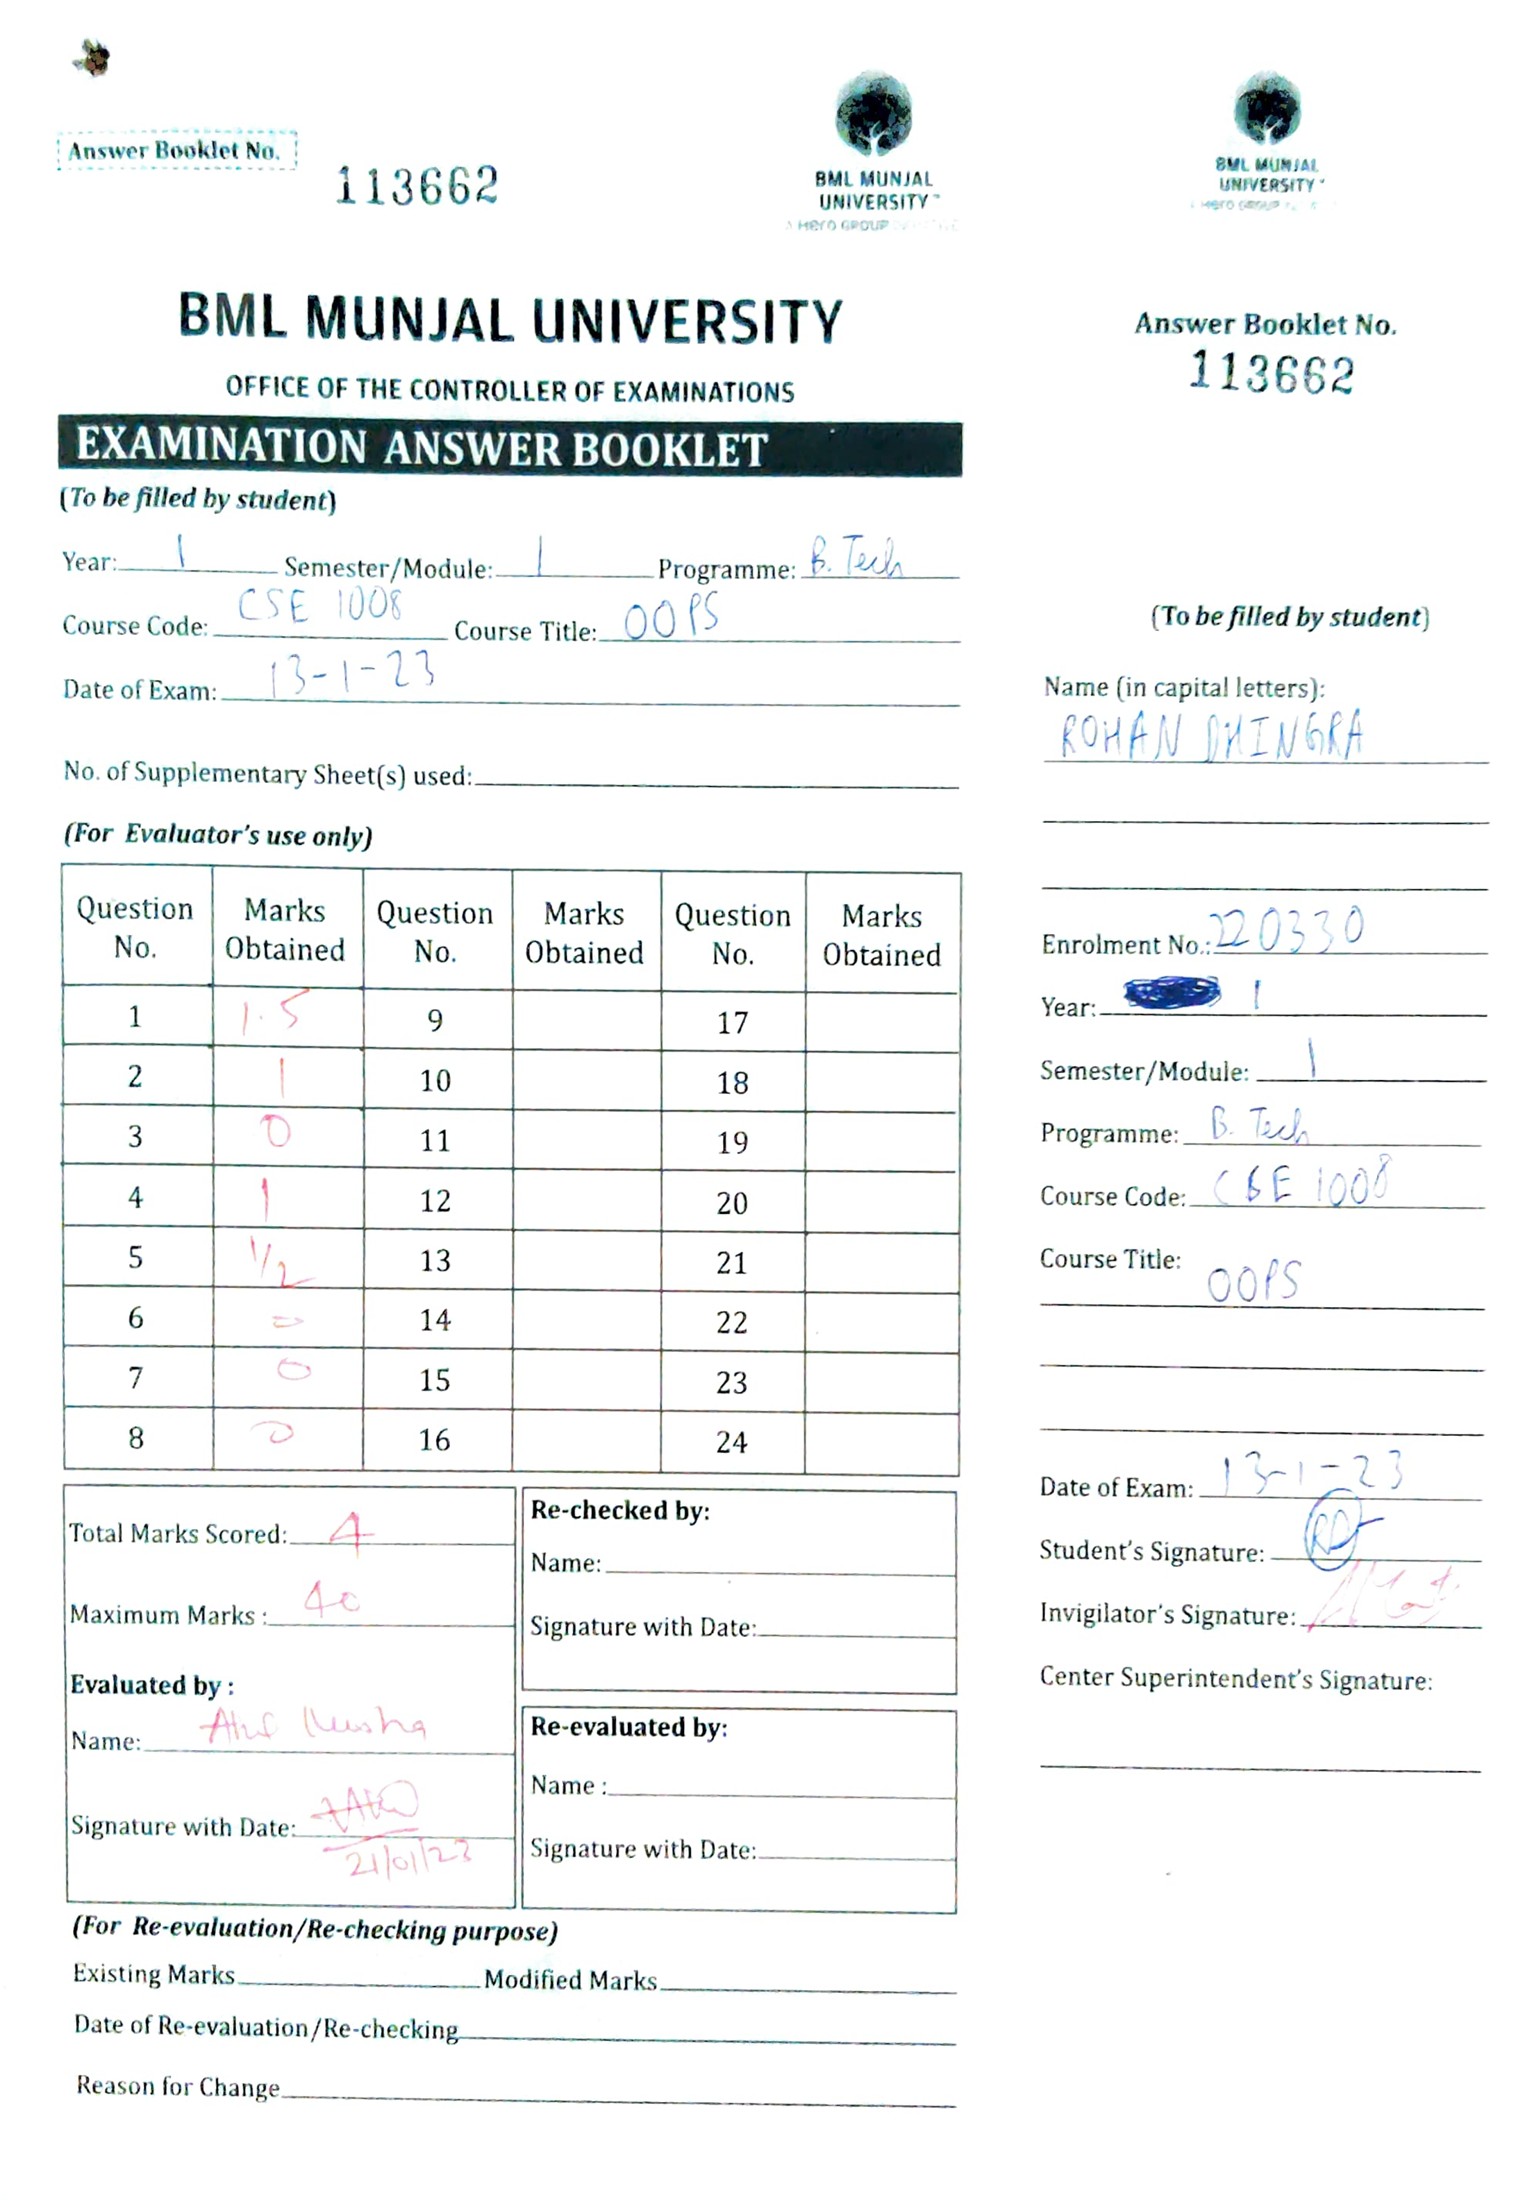 Answer Booklet No.
113662
BML MUNJAL
UNIVERSITY
A Hero GROUP
BML MUNJAL
UNIVERSITY
Hero GROUP
BML MUNJAL UNIVERSITY
OFFICE OF THE CONTROLLER OF EXAMINATIONS
EXAMINATION ANSWER BOOKLET
(To be filled by student)
Year: 1 Semester/Module: 1 Programme: B. Tech
Course Code: CSE 1008 Course Title: OOPS
Date of Exam: 13-1-23
No. of Supplementary Sheet(s) used:
(For Evaluator's use only)
Question No. Marks Obtained Question No. Marks Obtained Question No. Marks Obtained
1 1.5 9 17
2 1 10 18
3 0 11 19
4 1 12 20
5 1/2 13 21
6 0 14 22
7 0 15 23
8 0 16 24
Total Marks Scored: 4
Maximum Marks : 40
Evaluated by :
Name:
Signature with Date: 21/01/23
Re-checked by:
Name:
Signature with Date:
Re-evaluated by:
Name :
Signature with Date:
(For Re-evaluation/Re-checking purpose)
Existing Marks Modified Marks
Date of Re-evaluation/Re-checking
Reason for Change
Answer Booklet No.
113662
(To be filled by student)
Name (in capital letters):
ROHAN DHINGRA
Enrolment No.: 220330
Year: 1
Semester/Module: 1
Programme: B. Tech
Course Code: CSE 1008
Course Title:
OOPS
Date of Exam: 13-1-23
Student's Signature: RD
Invigilator's Signature:
Center Superintendent's Signature: